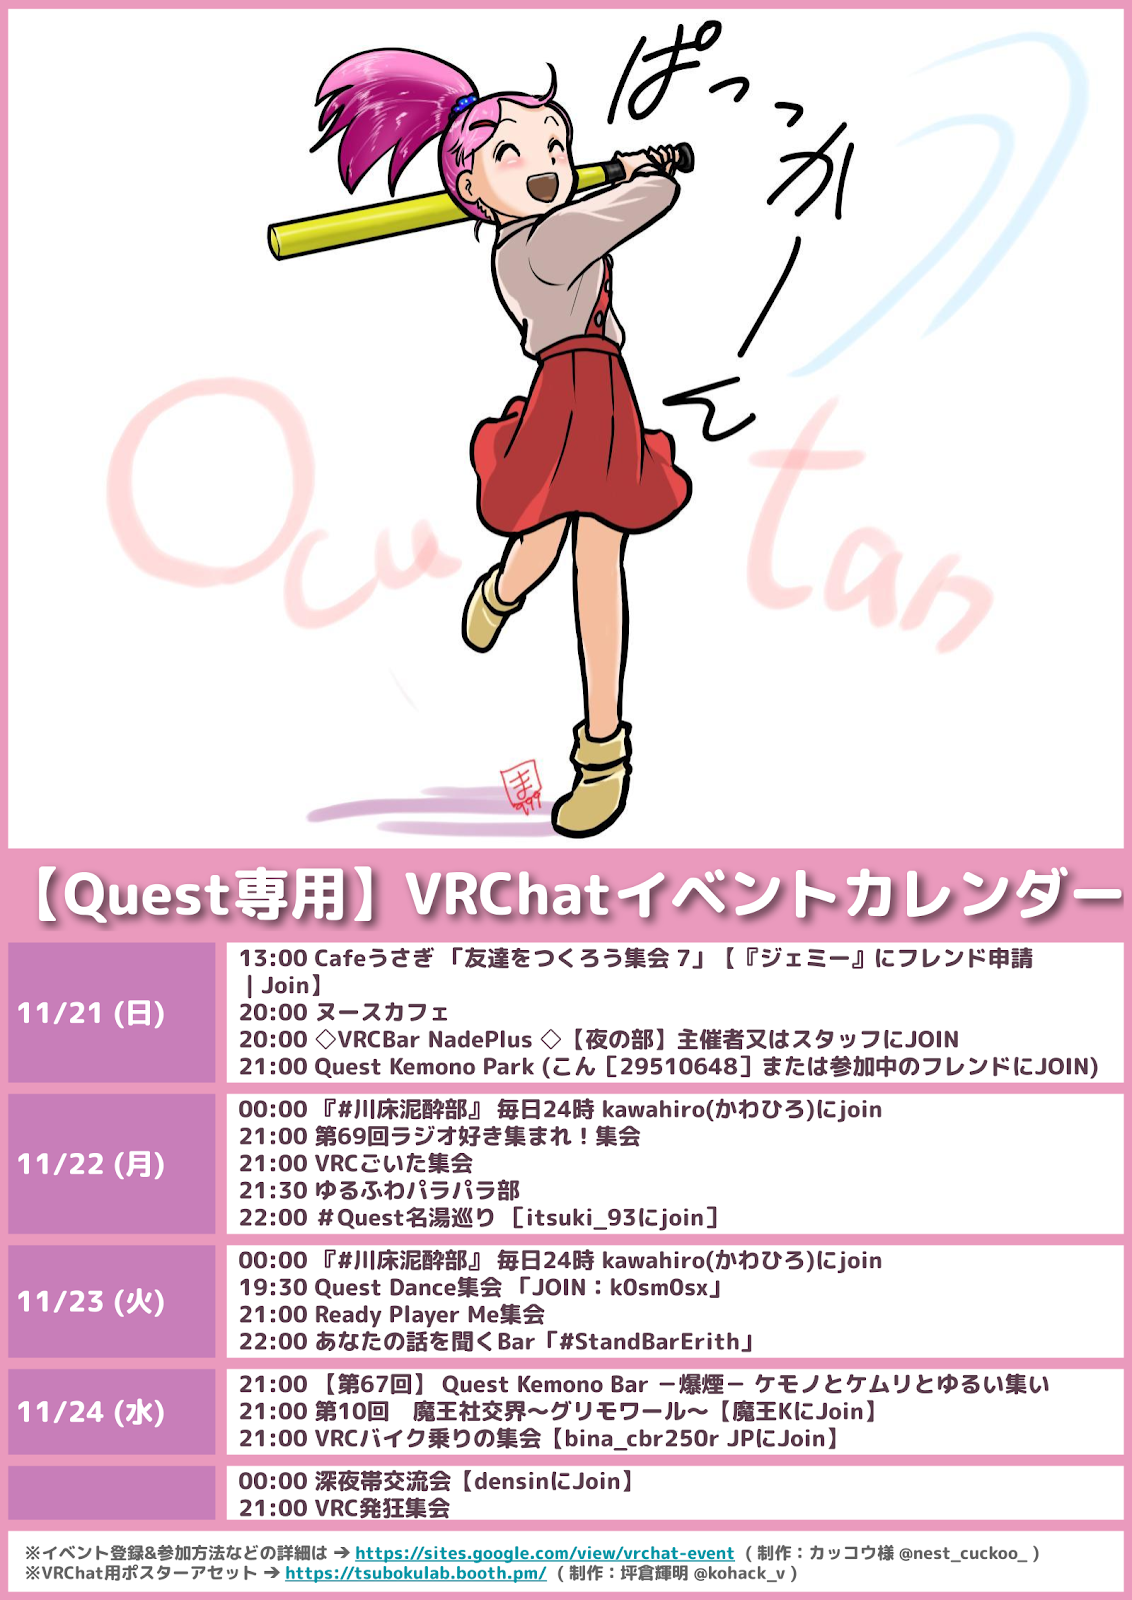 ぱっっかーん
Ocu tan
ま
999
【Quest専用】VRChatイベントカレンダー
11/21 (日)
13:00 Cafeうさぎ 「友達をつくろう集会 7」【『ジェミー』にフレンド申請
| Join】
20:00 ヌースカフェ
20:00 ◇VRCBar NadePlus ◇【夜の部】主催者又はスタッフにJOIN
21:00 Quest Kemono Park (こん［29510648］または参加中のフレンドにJOIN)
11/22 (月)
00:00 『#川床泥酔部』 毎日24時 kawahiro(かわひろ)にjoin
21:00 第69回ラジオ好き集まれ！集会
21:00 VRCごいた集会
21:30 ゆるふわパラパラ部
22:00 ＃Quest名湯巡り ［itsuki_93にjoin］
11/23 (火)
00:00 『#川床泥酔部』 毎日24時 kawahiro(かわひろ)にjoin
19:30 Quest Dance集会 「JOIN：k0sm0sx」
21:00 Ready Player Me集会
22:00 あなたの話を聞くBar「#StandBarErith」
11/24 (水)
21:00 【第67回】 Quest Kemono Bar －爆煙－ ケモノとケムリとゆるい集い
21:00 第10回　魔王社交界～グリモワール～【魔王KにJoin】
21:00 VRCバイク乗りの集会【bina_cbr250r JPにJoin】
00:00 深夜帯交流会【densinにJoin】
21:00 VRC発狂集会
※イベント登録&参加方法などの詳細は → https://sites.google.com/view/vrchat-event （ 制作：カッコウ様 @nest_cuckoo_ ）
※VRChat用ポスターアセット → https://tsubokulab.booth.pm/ （ 制作：坪倉輝明 @kohack_v ）